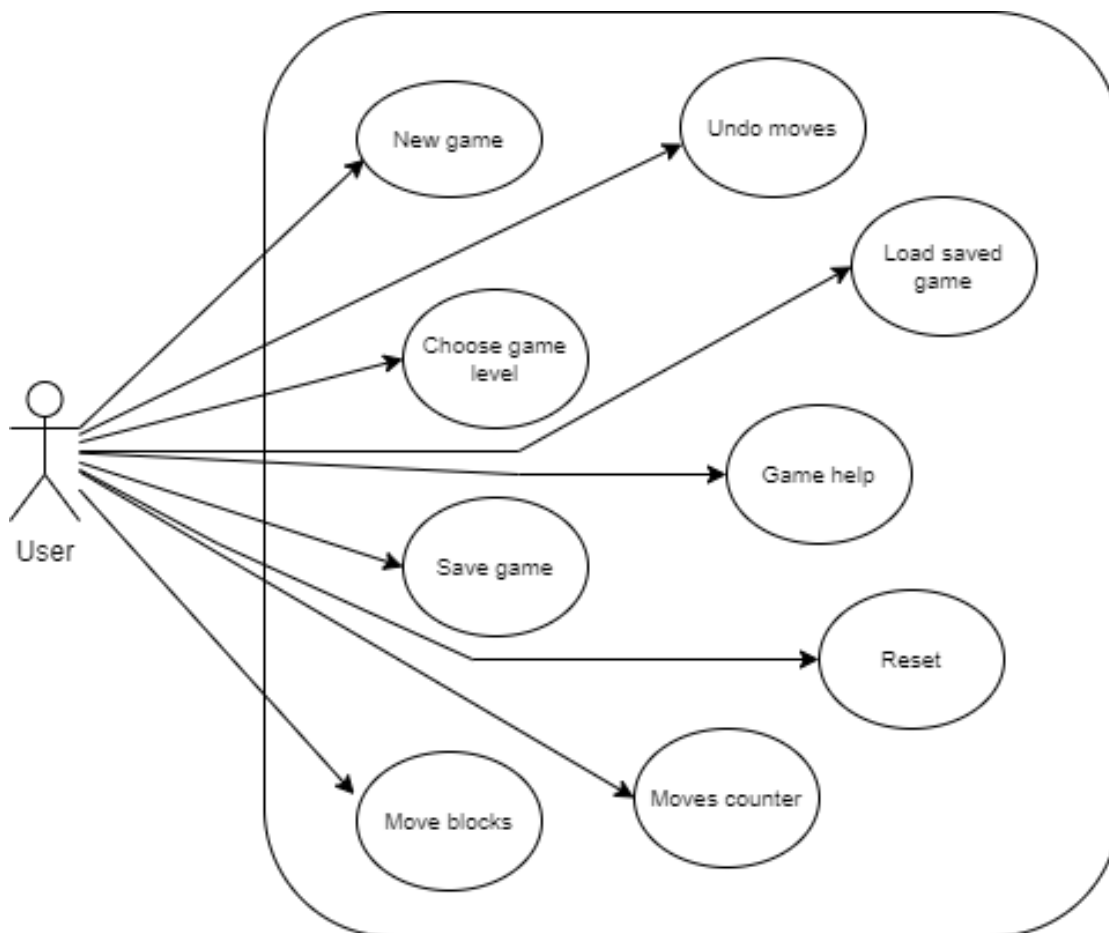 New game
Undo moves
Load saved
game
Choose game
level
Game help
User
Save game
Reset
Moves counter
Move blocks